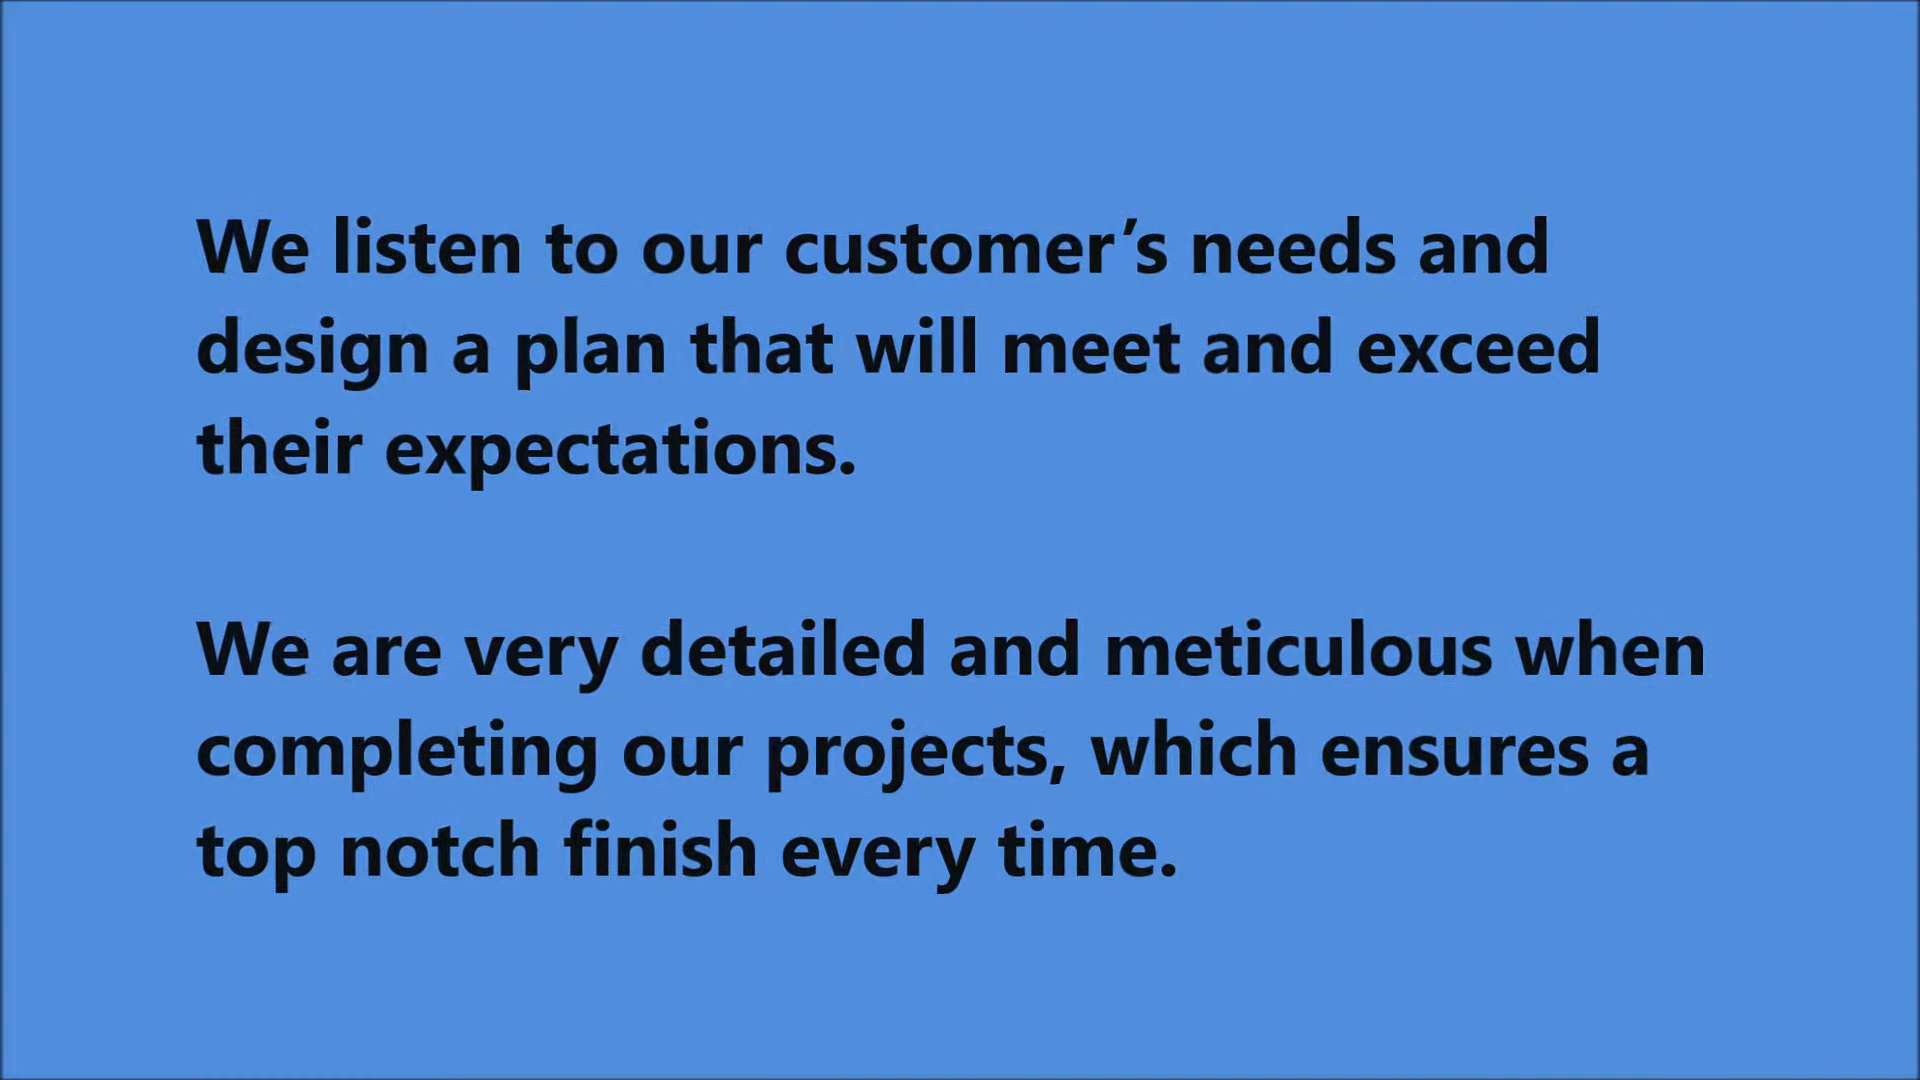 We listen to our customer’s needs and
design a plan that will meet and exceed
their expectations.
We are very detailed and meticulous when
completing our projects, which ensures a
top notch finish every time.